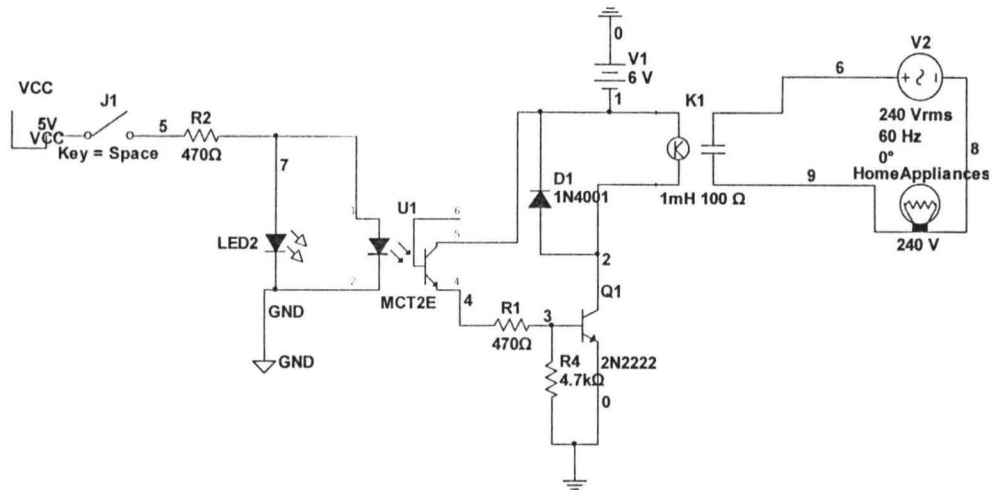 0
V1
6 V
1
K1
6
V2
VCC
J1
5V
VCC
5
R2
470Ω
Key = Space
7
240 Vrms
60 Hz
0°
8
HomeAppliances
9
D1
1N4001
1mH 100 Ω
240 V
1
U1
6
5
LED2
2
MCT2E
4
4
2
Q1
GND
GND
R1
470Ω
3
2N2222
R4
4.7kΩ
0